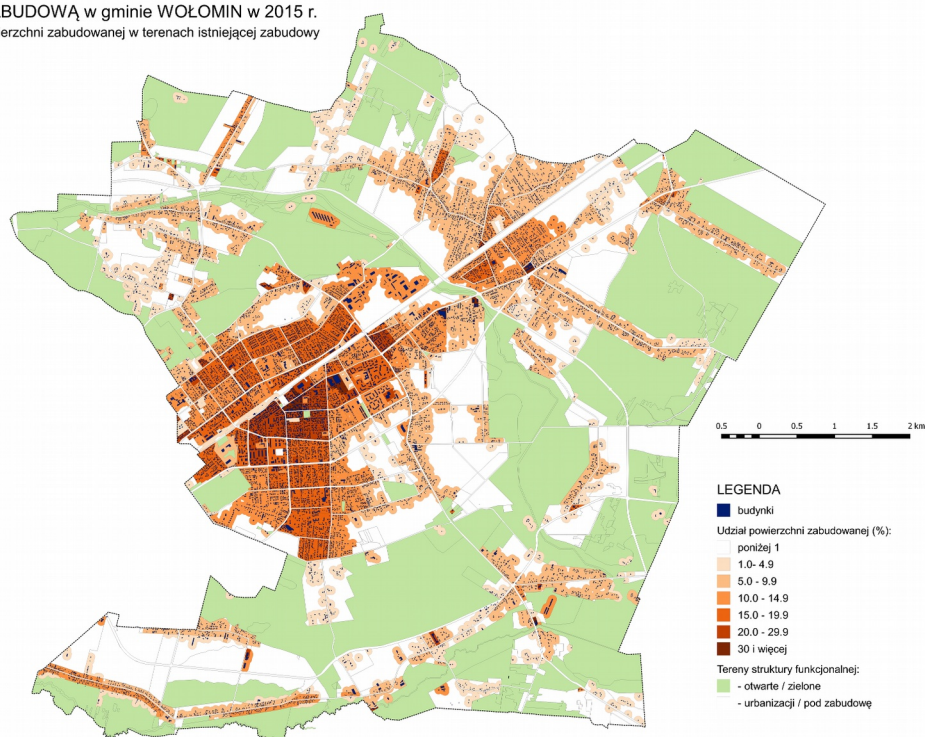 BUDOWĄ w gminie WOŁOMIN w 2015 r.
erzchni zabudowanej w terenach istniejącej zabudowy
0.5 0 0.5 1 1.5 2 km
LEGENDA
budynki
Udział powierzchni zabudowanej (%):
poniżej 1
1.0- 4.9
5.0 - 9.9
10.0 - 14.9
15.0 - 19.9
20.0 - 29.9
30 i więcej
Tereny struktury funkcjonalnej:
- otwarte / zielone
- urbanizacji / pod zabudowę